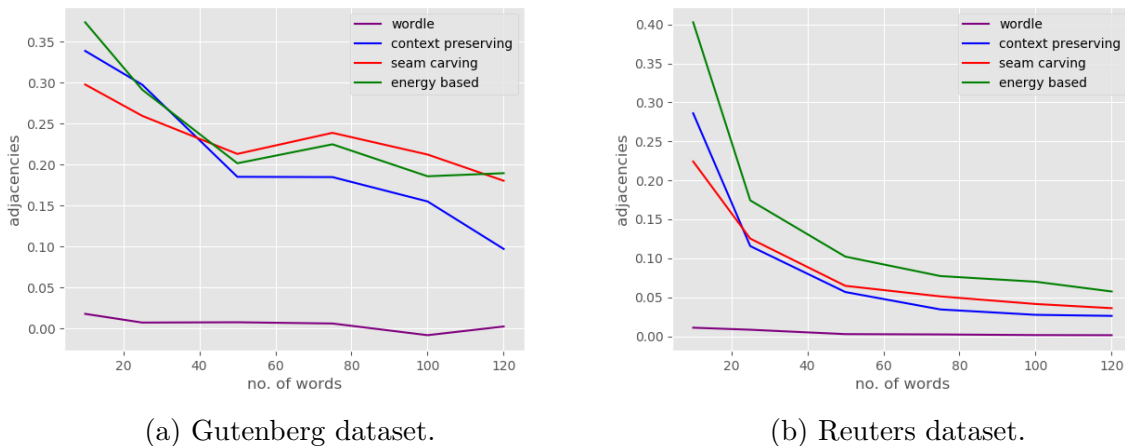 wordle
context preserving
seam carving
energy based
adjacencies
0.35
0.30
0.25
0.20
0.15
0.10
0.05
0.00
20
40
60
80
100
120
no. of words
(a) Gutenberg dataset.
wordle
context preserving
seam carving
energy based
adjacencies
0.40
0.35
0.30
0.25
0.20
0.15
0.10
0.05
0.00
20
40
60
80
100
120
no. of words
(b) Reuters dataset.